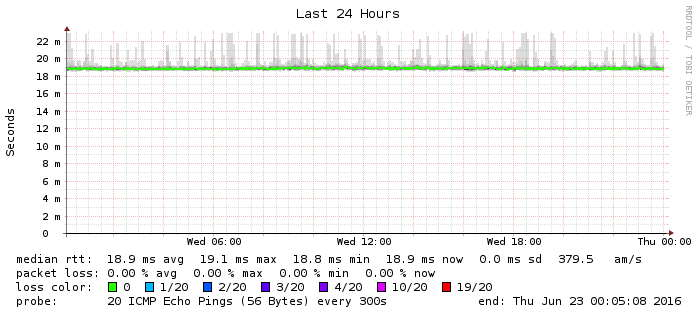 Last 24 Hours
RRDTOOL / TOBI OETIKER
Seconds
22 m
20 m
18 m
16 m
14 m
12 m
10 m
8 m
6 m
4 m
2 m
0
Wed 06:00 Wed 12:00 Wed 18:00 Thu 00:00
median rtt: 18.9 ms avg 19.1 ms max 18.8 ms min 18.9 ms now 0.0 ms sd 379.5 am/s
packet loss: 0.00 % avg 0.00 % max 0.00 % min 0.00 % now
loss color: 0 1/20 2/20 3/20 4/20 10/20 19/20
probe: 20 ICMP Echo Pings (56 Bytes) every 300s end: Thu Jun 23 00:05:08 2016